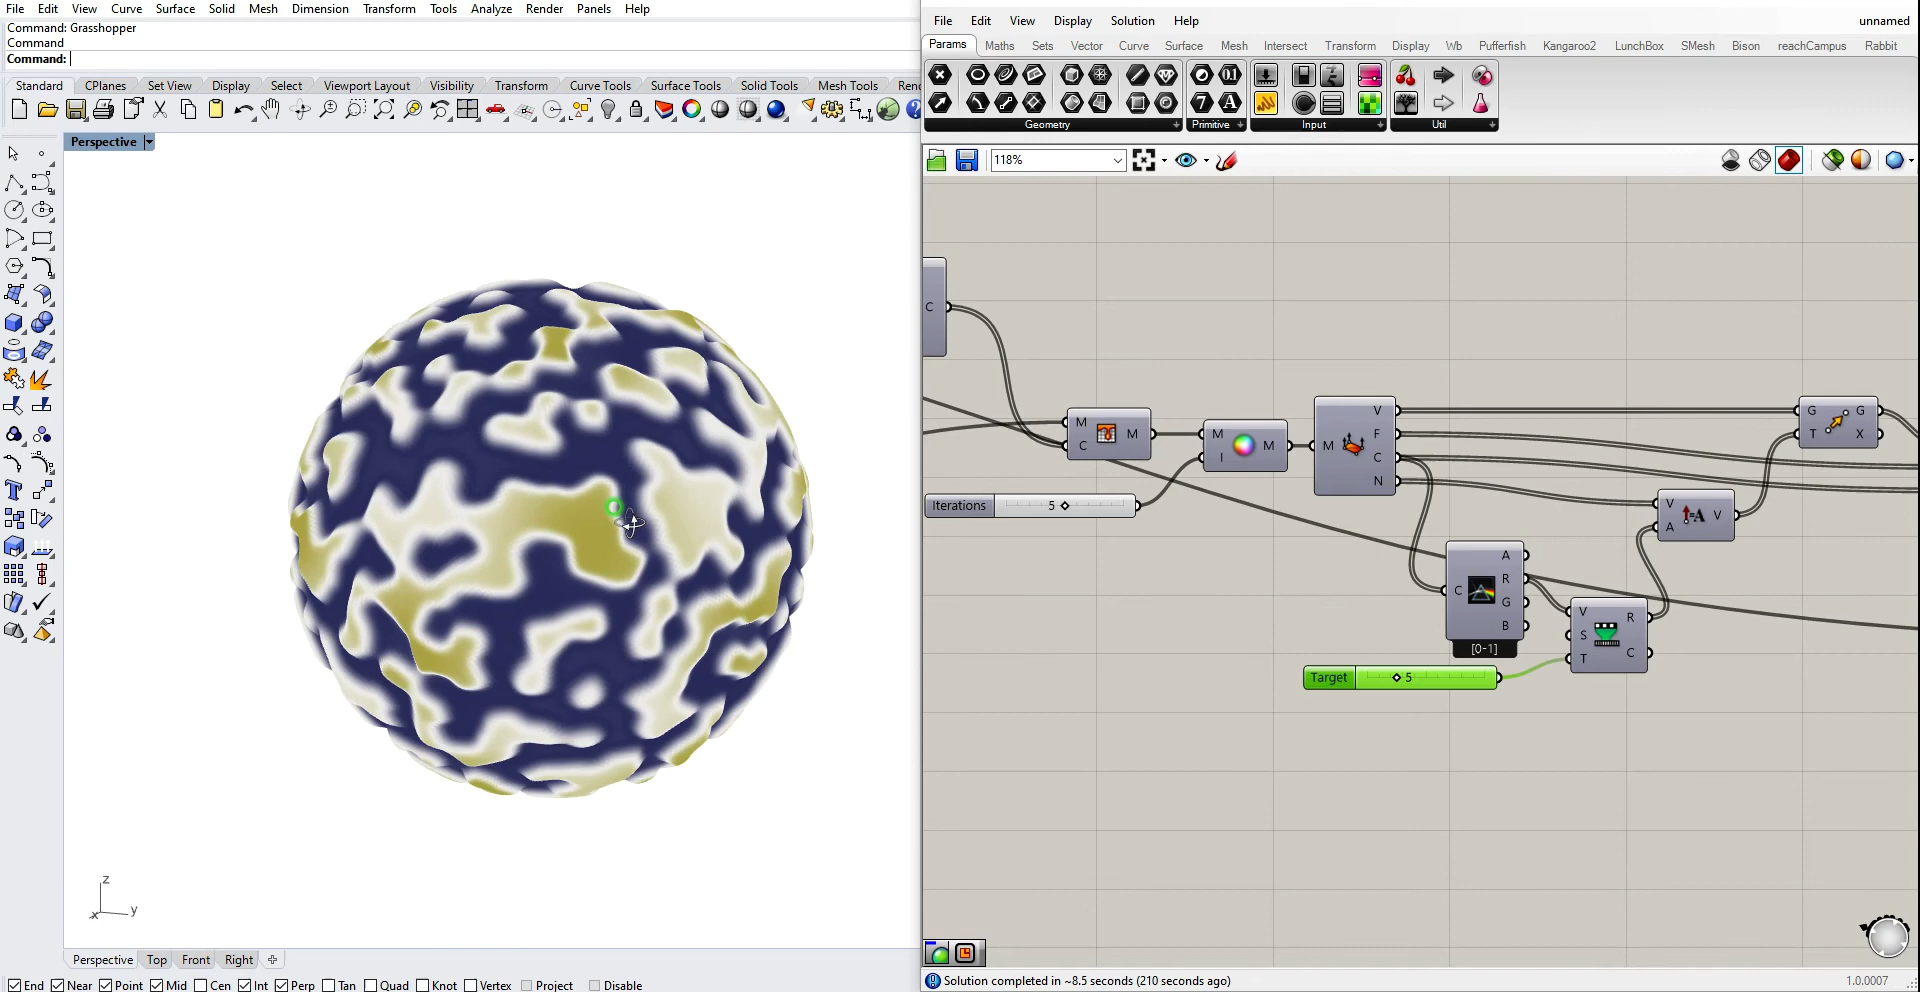 File Edit View Curve Surface Solid Mesh Dimension Transform Tools Analyze Render Panels Help
Command: Grasshopper
Command
Command:
Standard CPlanes Set View Display Select Viewport Layout Visibility Transform Curve Tools Surface Tools Solid Tools Mesh Tools Ren
Perspective
z
x y
Perspective Top Front Right
End Near Point Mid Cen Int Perp Tan Quad Knot Vertex Project Disable
File Edit View Display Solution Help unnamed
Params Maths Sets Vector Curve Surface Mesh Intersect Transform Display Wb Pufferfish Kangaroo2 LunchBox SMesh Bison reachCampus Rabbit
Geometry Primitive Input Util
118%
C
M C M
M I M
Iterations 5
M V F C N
G T G X
V A V
C A R G B
[0-1]
V S T R C
Target 5
Solution completed in ~8.5 seconds (210 seconds ago) 1.0.0007